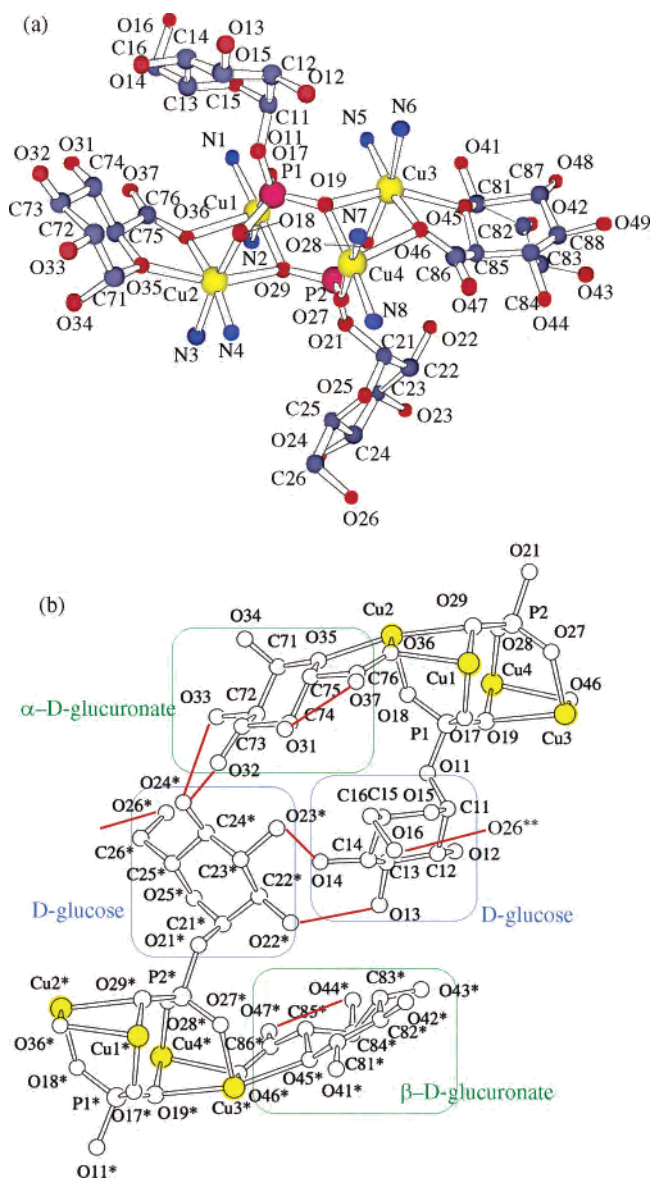 (a)
O16
O13
C14
C16
O15
C12
O14
O12
C13
C15
C11
N5
N6
O11
O31
N1
O17
O41
O32
C74
O37
P1
Cu3
C87
O48
C76
Cu1
O19
C81
C73
O36
N7
O45
O42
O49
C72
O18
C82
C75
N2
O28
O46
C88
O33
O35
O29
Cu4
C86
C85
C83
C71
Cu2
P2
O47
O43
O34
O27
N8
C84
O44
N3
N4
O21
C21
O22
O25
C23
C22
C25
O23
O24
C24
C26
O26
(b)
O21
O34
O35
Cu2
O29
P2
C71
O36
O27
O28
C76
O33
C72
C75
Cu1
Cu4
O46
α–D-glucuronate
O37
O18
C74
C73
O31
P1
O17
O19
Cu3
O32
O11
O24*
C15
O15
C11
O26*
O23*
C16
C24*
O16
O26**
C14
O12
C26*
C23*
C13
C12
C25*
O14
C22*
O25*
O13
D-glucose
C21*
D-glucose
O21*
O22*
Cu2*
O29*
P2*
O44*
C83*
O43*
O27*
O47*
C85*
O42*
O28*
O36*
C86*
C82*
Cu1*
Cu4*
C84*
O18*
O45*
C81*
O46*
P1*
O17*
O19*
Cu3*
O41*
β–D-glucuronate
O11*